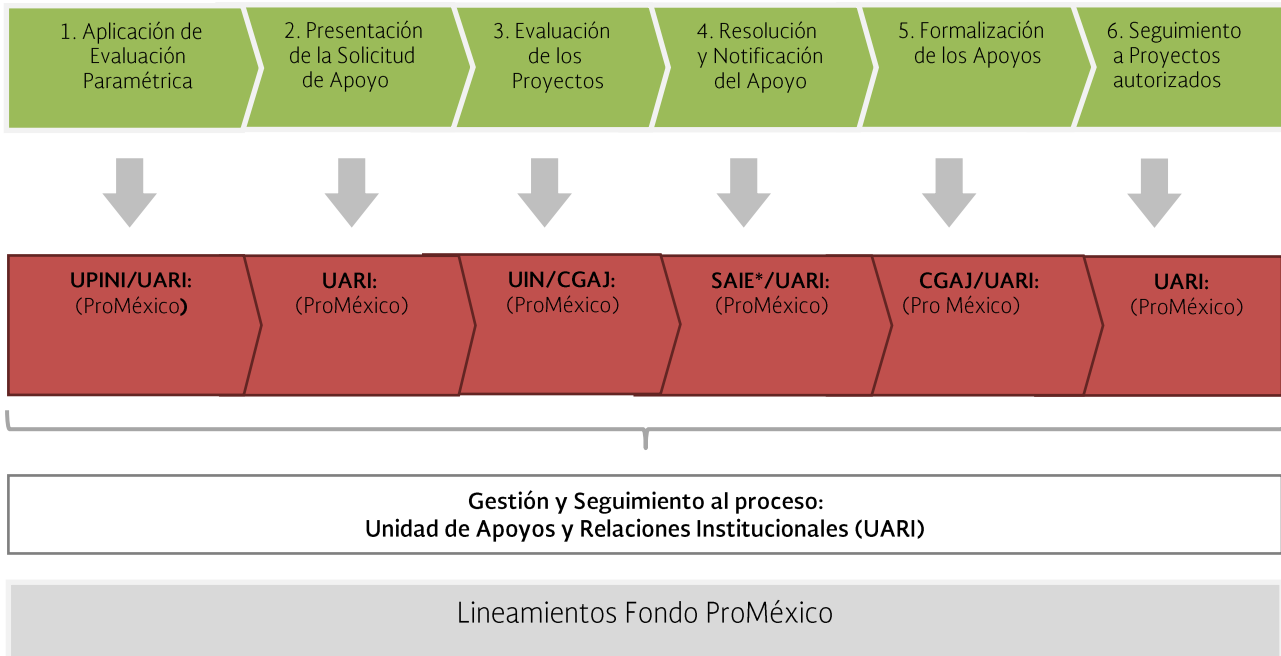 1. Aplicación de
Evaluación
Paramétrica
2. Presentación
de la Solicitud
de Apoyo
3. Evaluación
de los
Proyectos
4. Resolución
y Notificación
del Apoyo
5. Formalización
de los Apoyos
6. Seguimiento
a Proyectos
autorizados
UPINI/UARI:
(ProMéxico)
UARI:
(ProMéxico)
UIN/CGAJ:
(ProMéxico)
SAIE*/UARI:
(ProMéxico)
CGAJ/UARI:
(Pro México)
UARI:
(ProMéxico)
Gestión y Seguimiento al proceso:
Unidad de Apoyos y Relaciones Institucionales (UARI)
Lineamientos Fondo ProMéxico